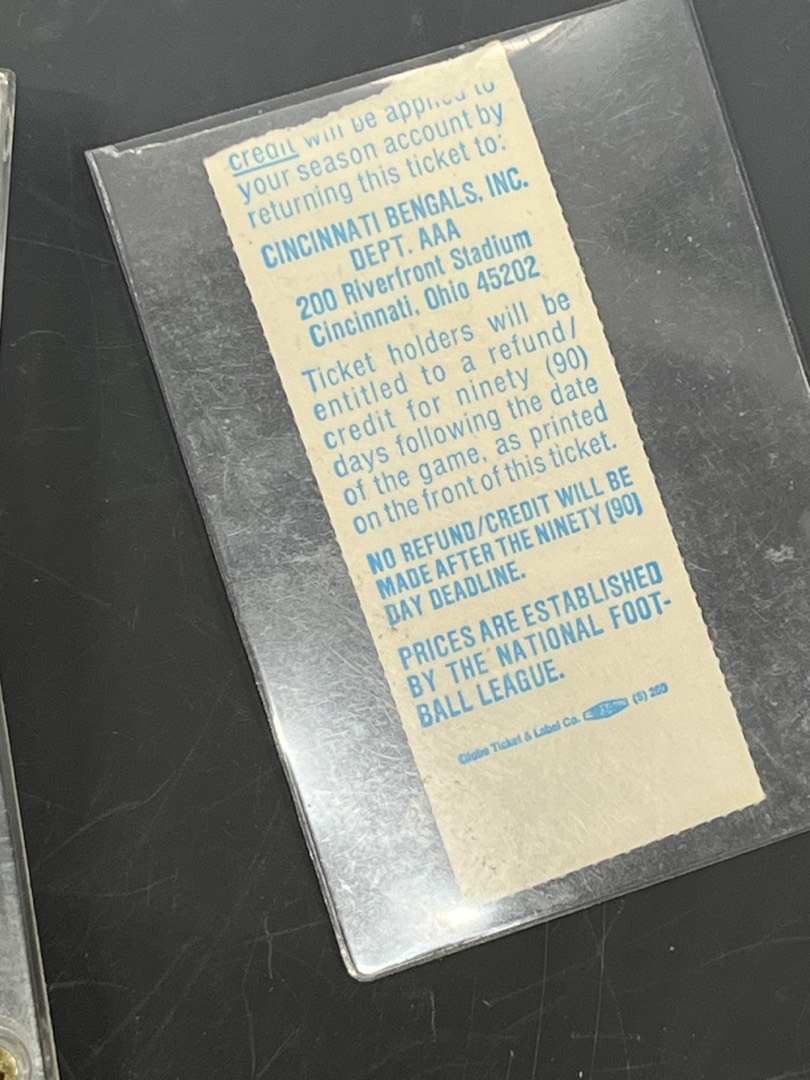 credit will be applied to
your season account by
returning this ticket to:
CINCINNATI BENGALS, INC.
DEPT. AAA
200 Riverfront Stadium
Cincinnati, Ohio 45202
Ticket holders will be
entitled to a refund/
credit for ninety (90)
days following the date
of the game, as printed
on the front of this ticket.
NO REFUND/CREDIT WILL BE
MADE AFTER THE NINETY (90)
DAY DEADLINE.
PRICES ARE ESTABLISHED
BY THE NATIONAL FOOT-
BALL LEAGUE.
Globe Ticket & Label Co. (5)